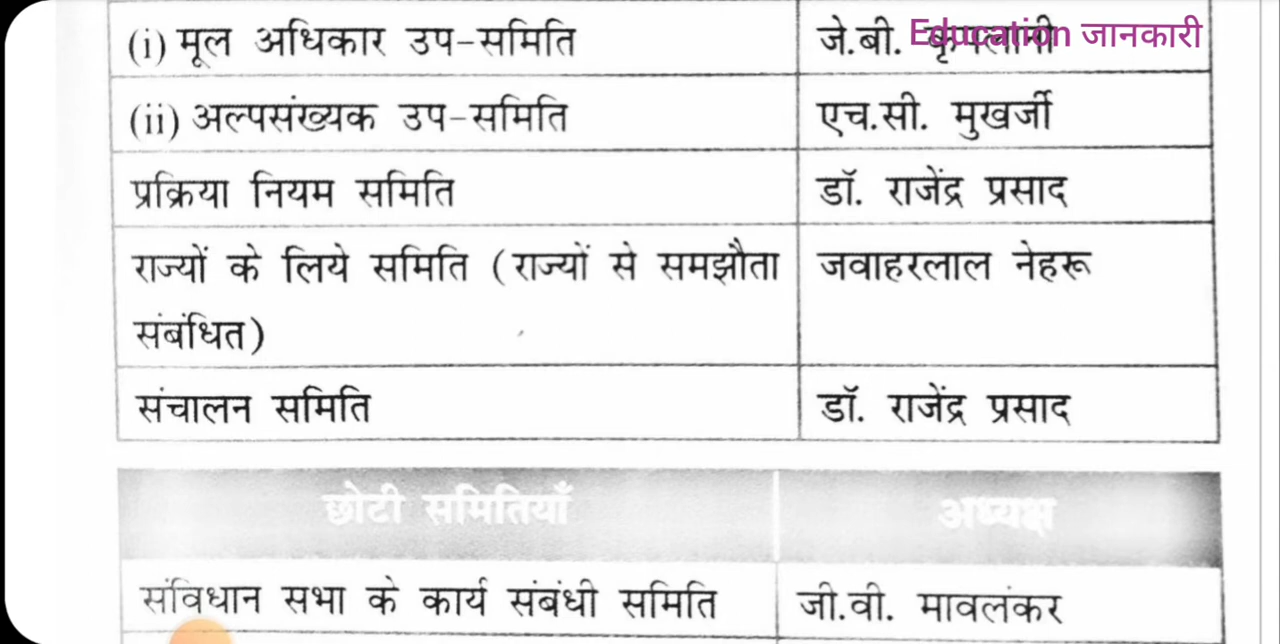 Education जानकारी
(i) मूल अधिकार उप-समिति जे.बी. कृपलानी
(ii) अल्पसंख्यक उप-समिति एच.सी. मुखर्जी
प्रक्रिया नियम समिति डॉ. राजेंद्र प्रसाद
राज्यों के लिये समिति (राज्यों से समझौता जवाहरलाल नेहरू
संबंधित)
संचालन समिति डॉ. राजेंद्र प्रसाद
छोटी समितियाँ अध्यक्ष
संविधान सभा के कार्य संबंधी समिति जी.वी. मावलंकर